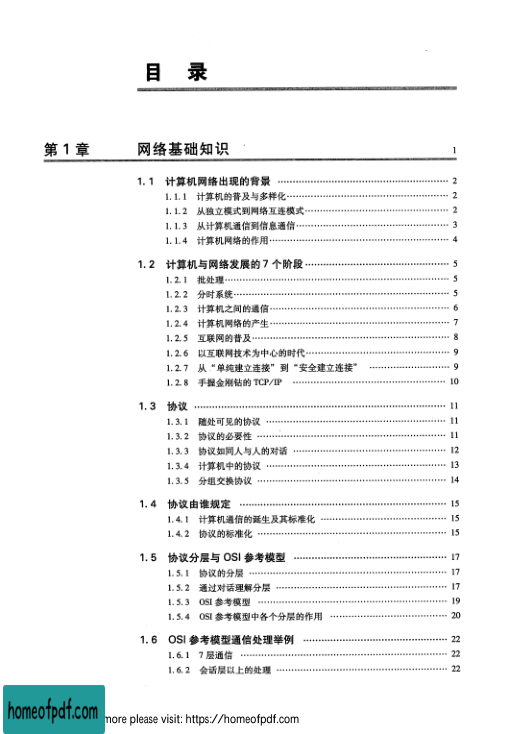 目 录
第 1 章 网络基础知识 1
1.1 计算机网络出现的背景 2
1.1.1 计算机的普及与多样化 2
1.1.2 从独立模式到网络互连模式 2
1.1.3 从计算机通信到信息通信 3
1.1.4 计算机网络的作用 4
1.2 计算机与网络发展的 7 个阶段 5
1.2.1 批处理 5
1.2.2 分时系统 5
1.2.3 计算机之间的通信 6
1.2.4 计算机网络的产生 7
1.2.5 互联网的普及 8
1.2.6 以互联网技术为中心的时代 9
1.2.7 从“单纯建立连接”到“安全建立连接” 9
1.2.8 手握金刚钻的 TCP/IP 10
1.3 协议 11
1.3.1 随处可见的协议 11
1.3.2 协议的必要性 11
1.3.3 协议如同人与人的对话 12
1.3.4 计算机中的协议 13
1.3.5 分组交换协议 14
1.4 协议由谁规定 15
1.4.1 计算机通信的诞生及其标准化 15
1.4.2 协议的标准化 15
1.5 协议分层与 OSI 参考模型 17
1.5.1 协议的分层 17
1.5.2 通过对话理解分层 17
1.5.3 OSI 参考模型 19
1.5.4 OSI 参考模型中各个分层的作用 20
1.6 OSI 参考模型通信处理举例 22
1.6.1 7 层通信 22
1.6.2 会话层以上的处理 22
homeofpdf.com
more please visit: https://homeofpdf.com